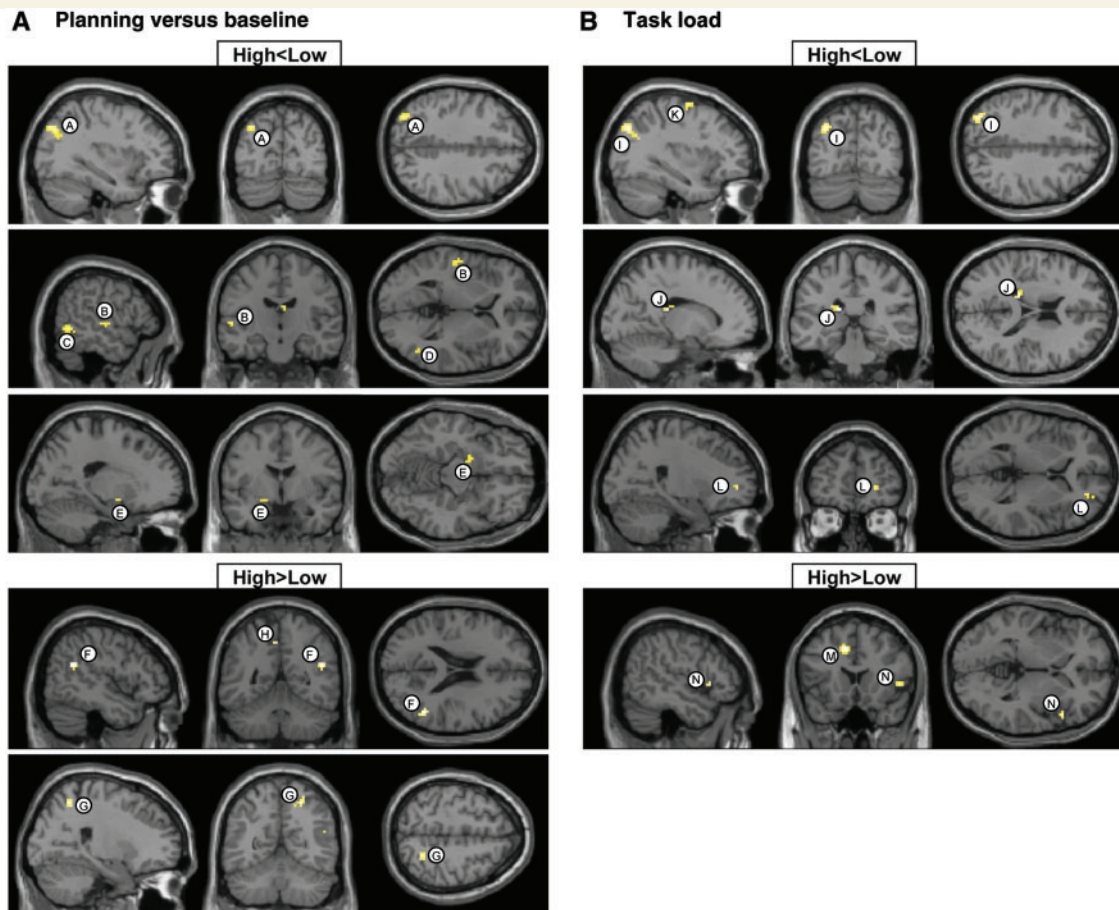 A Planning versus baseline
High<Low
A A A
B B B C D
E E E
High>Low
F H F F
G G G
B Task load
High<Low
K I I I
J J J
L L L
High>Low
N M N N